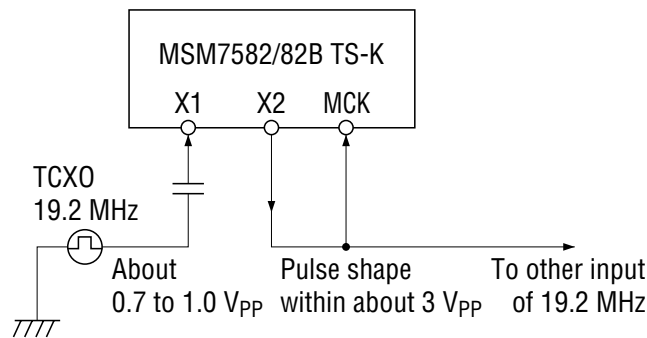 MSM7582/82B TS-K
X1 X2 MCK
TCXO
19.2 MHz
About
0.7 to 1.0 VPP
Pulse shape
within about 3 VPP
To other input
of 19.2 MHz